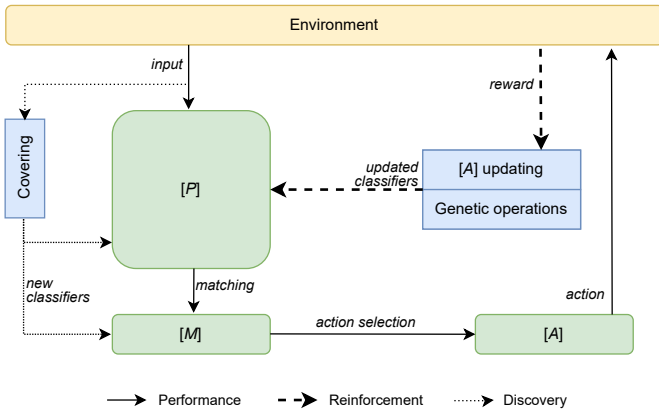 Environment
input
reward
Covering
[P]
updated
classifiers
[A] updating
Genetic operations
new
classifiers
matching
action
[M]
action selection
[A]
Performance
Reinforcement
Discovery